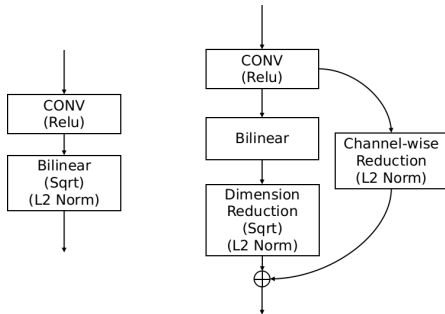 CONV
(Relu)
Bilinear
(Sqrt)
(L2 Norm)
CONV
(Relu)
Bilinear
Dimension
Reduction
(Sqrt)
(L2 Norm)
Channel-wise
Reduction
(L2 Norm)